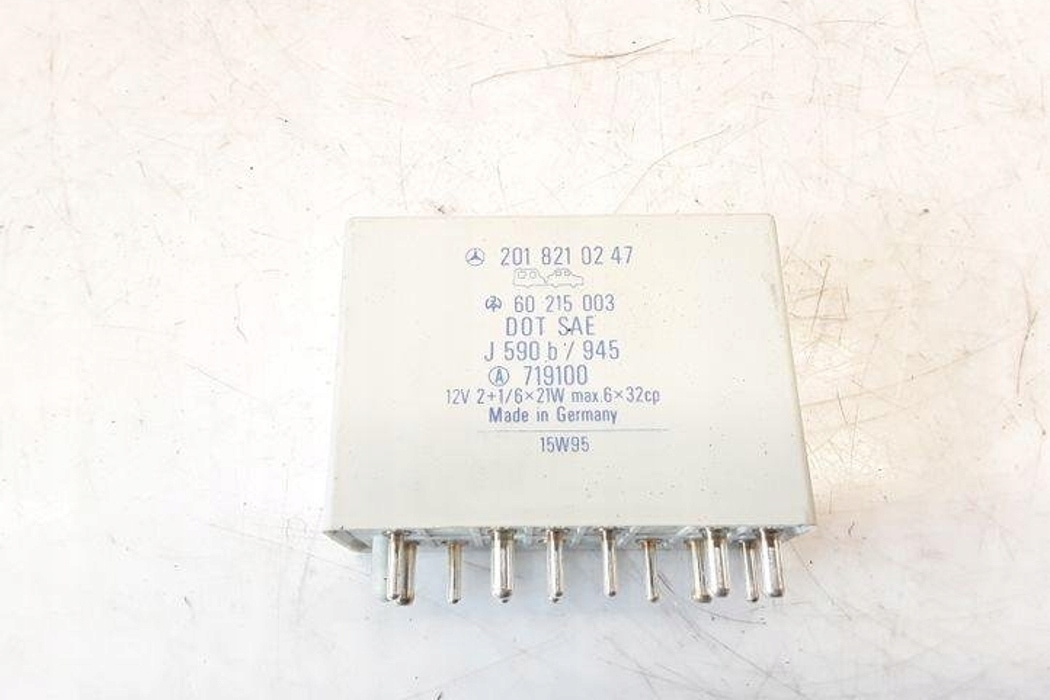 201 821 02 47
60 215 003
DOT SAE
J 590 b / 945
A 719100
12V 2+1/6×21W max.6×32cp
Made in Germany
15W95